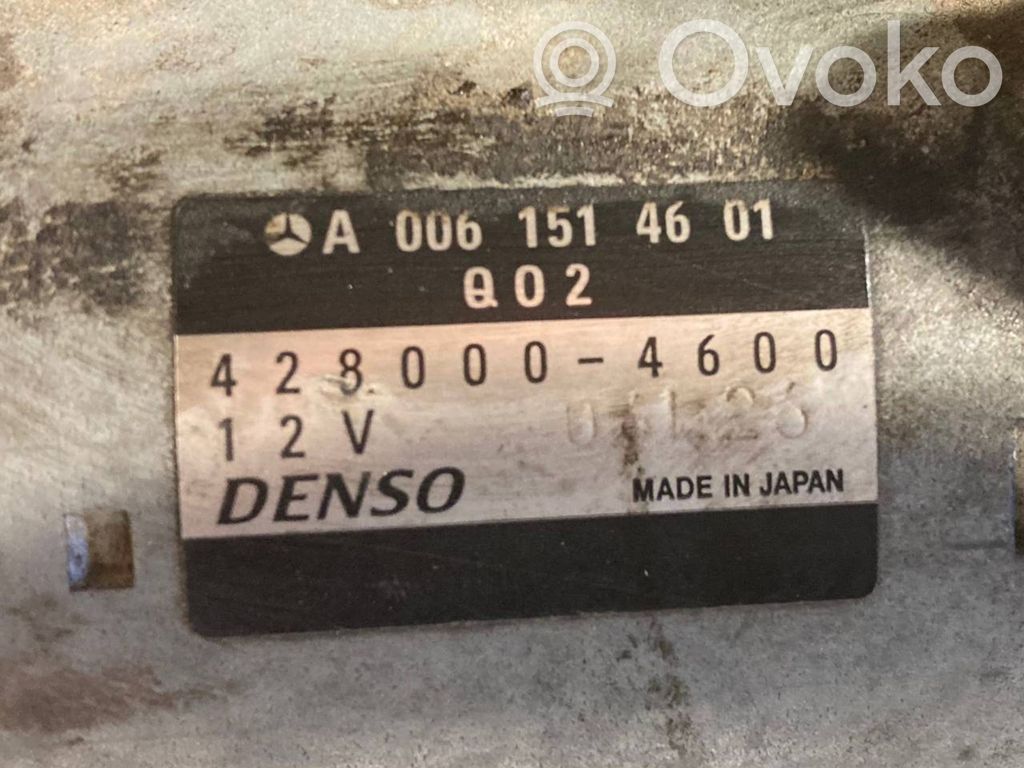 Ovoko
A 006 151 46 01
Q02
428000-4600
12V
DENSO
MADE IN JAPAN